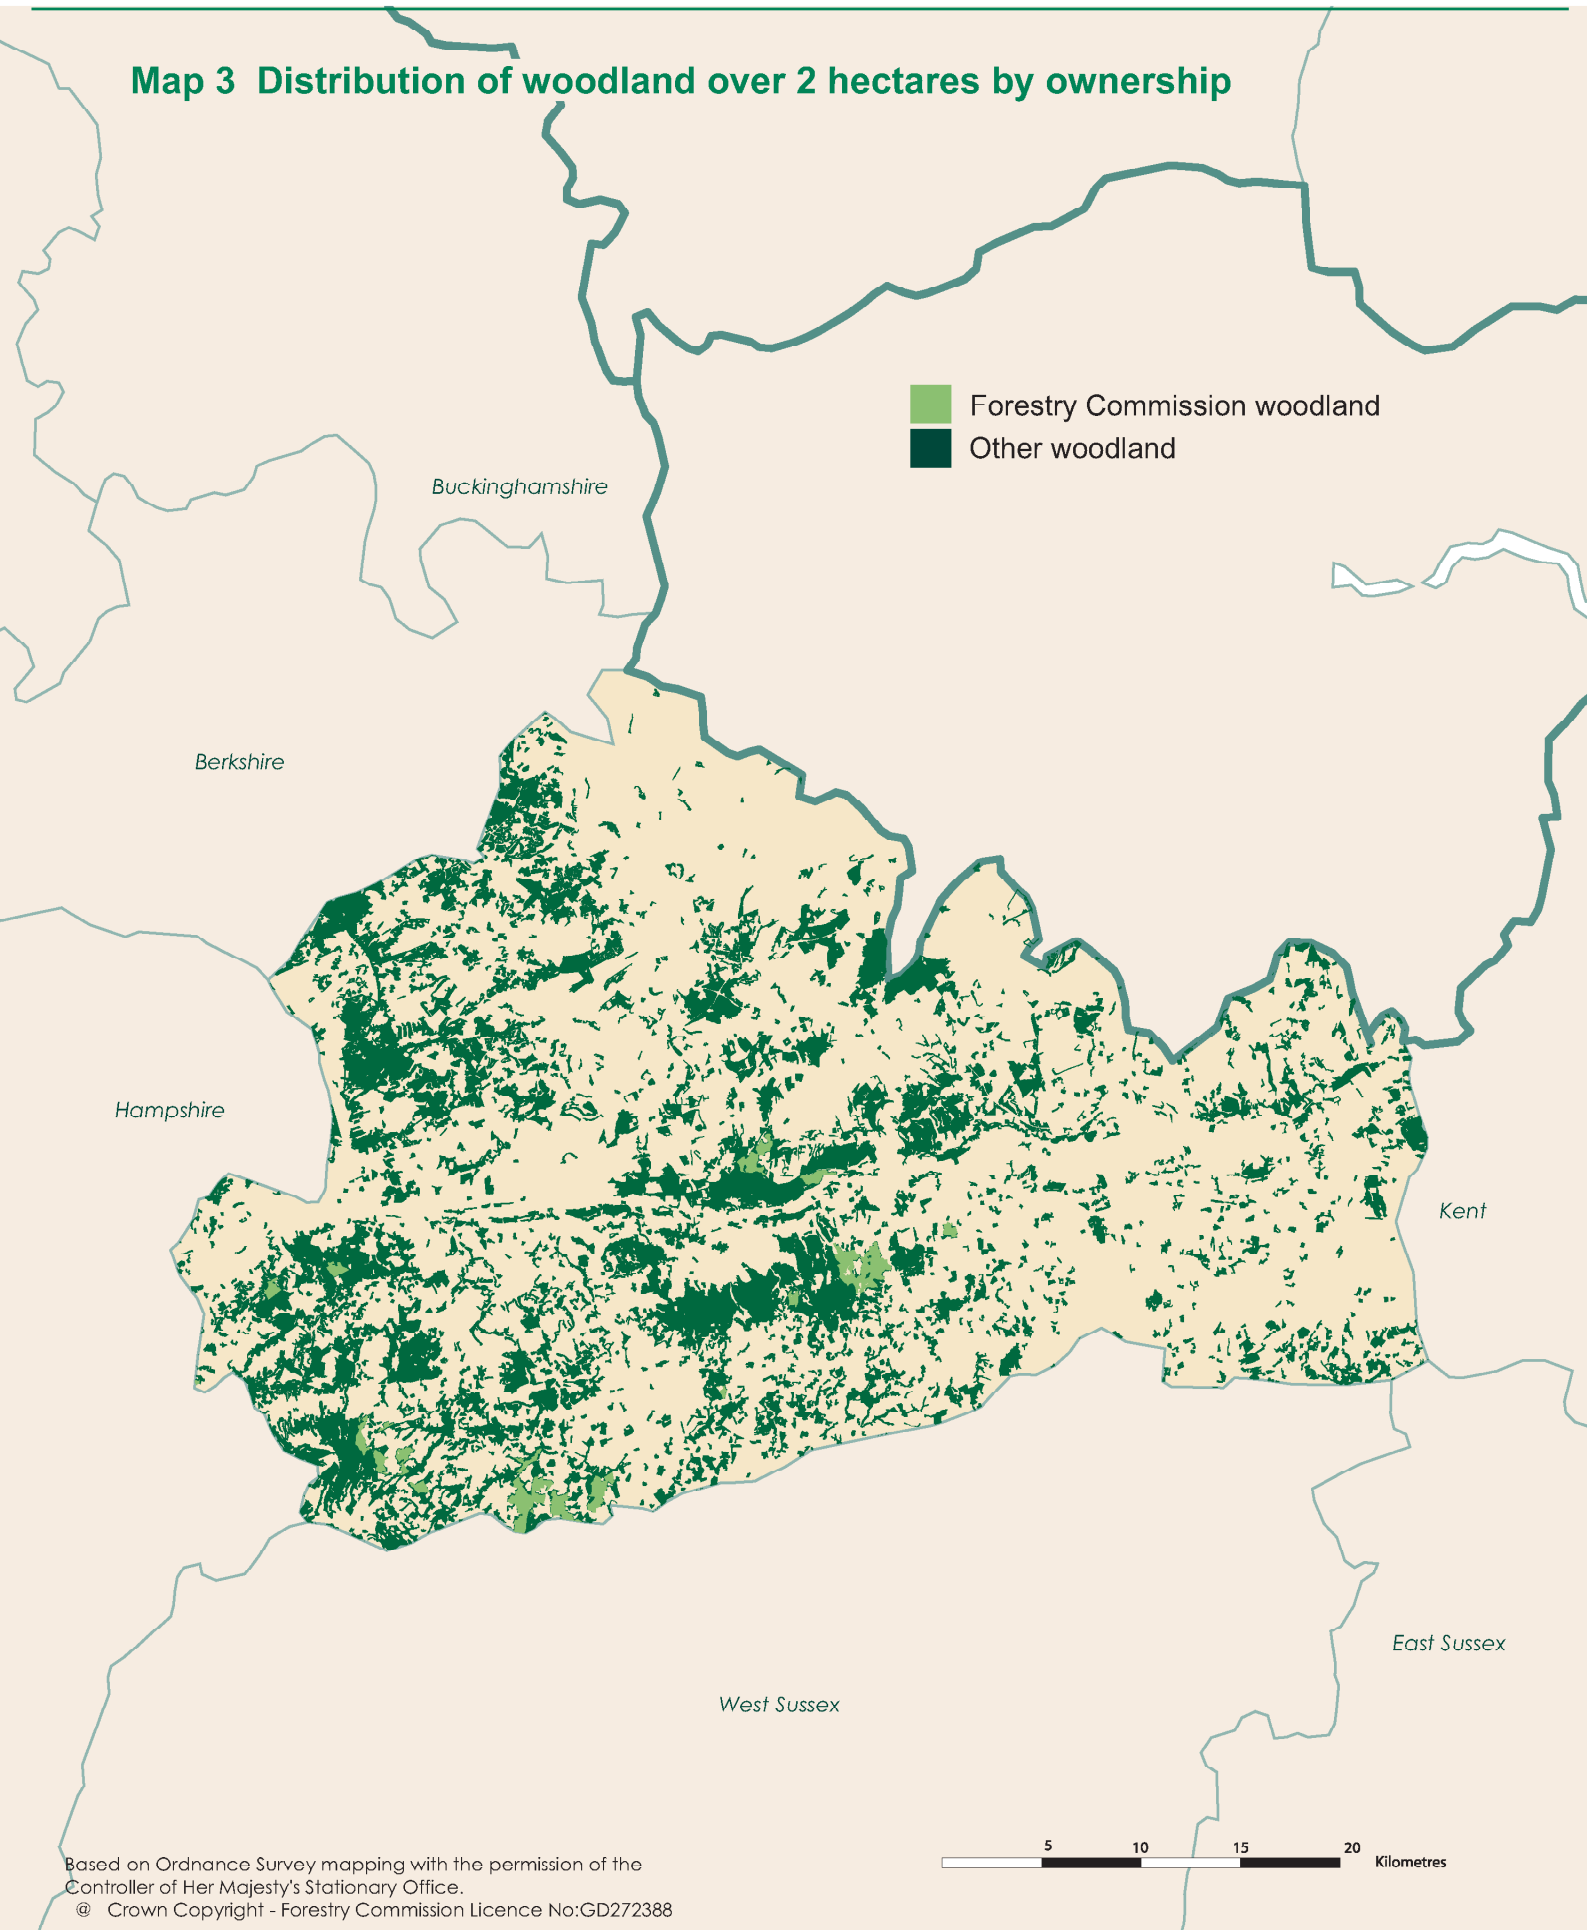 Map 3 Distribution of woodland over 2 hectares by ownership
Forestry Commission woodland
Other woodland
Buckinghamshire
Berkshire
Hampshire
Kent
East Sussex
West Sussex
5 10 15 20
Kilometres
Based on Ordnance Survey mapping with the permission of the
Controller of Her Majesty's Stationary Office.
@ Crown Copyright - Forestry Commission Licence No:GD272388